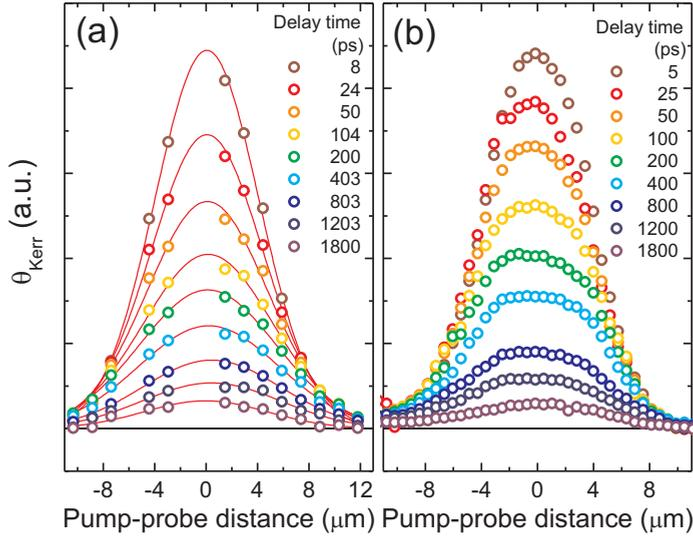 (a)
Delay time
(ps)
8
24
50
104
200
403
803
1203
1800
(b)
Delay time
(ps)
5
25
50
100
200
400
800
1200
1800
θKerr (a.u.)
-8 -4 0 4 8 12
Pump-probe distance (μm)
-8 -4 0 4 8
Pump-probe distance (μm)